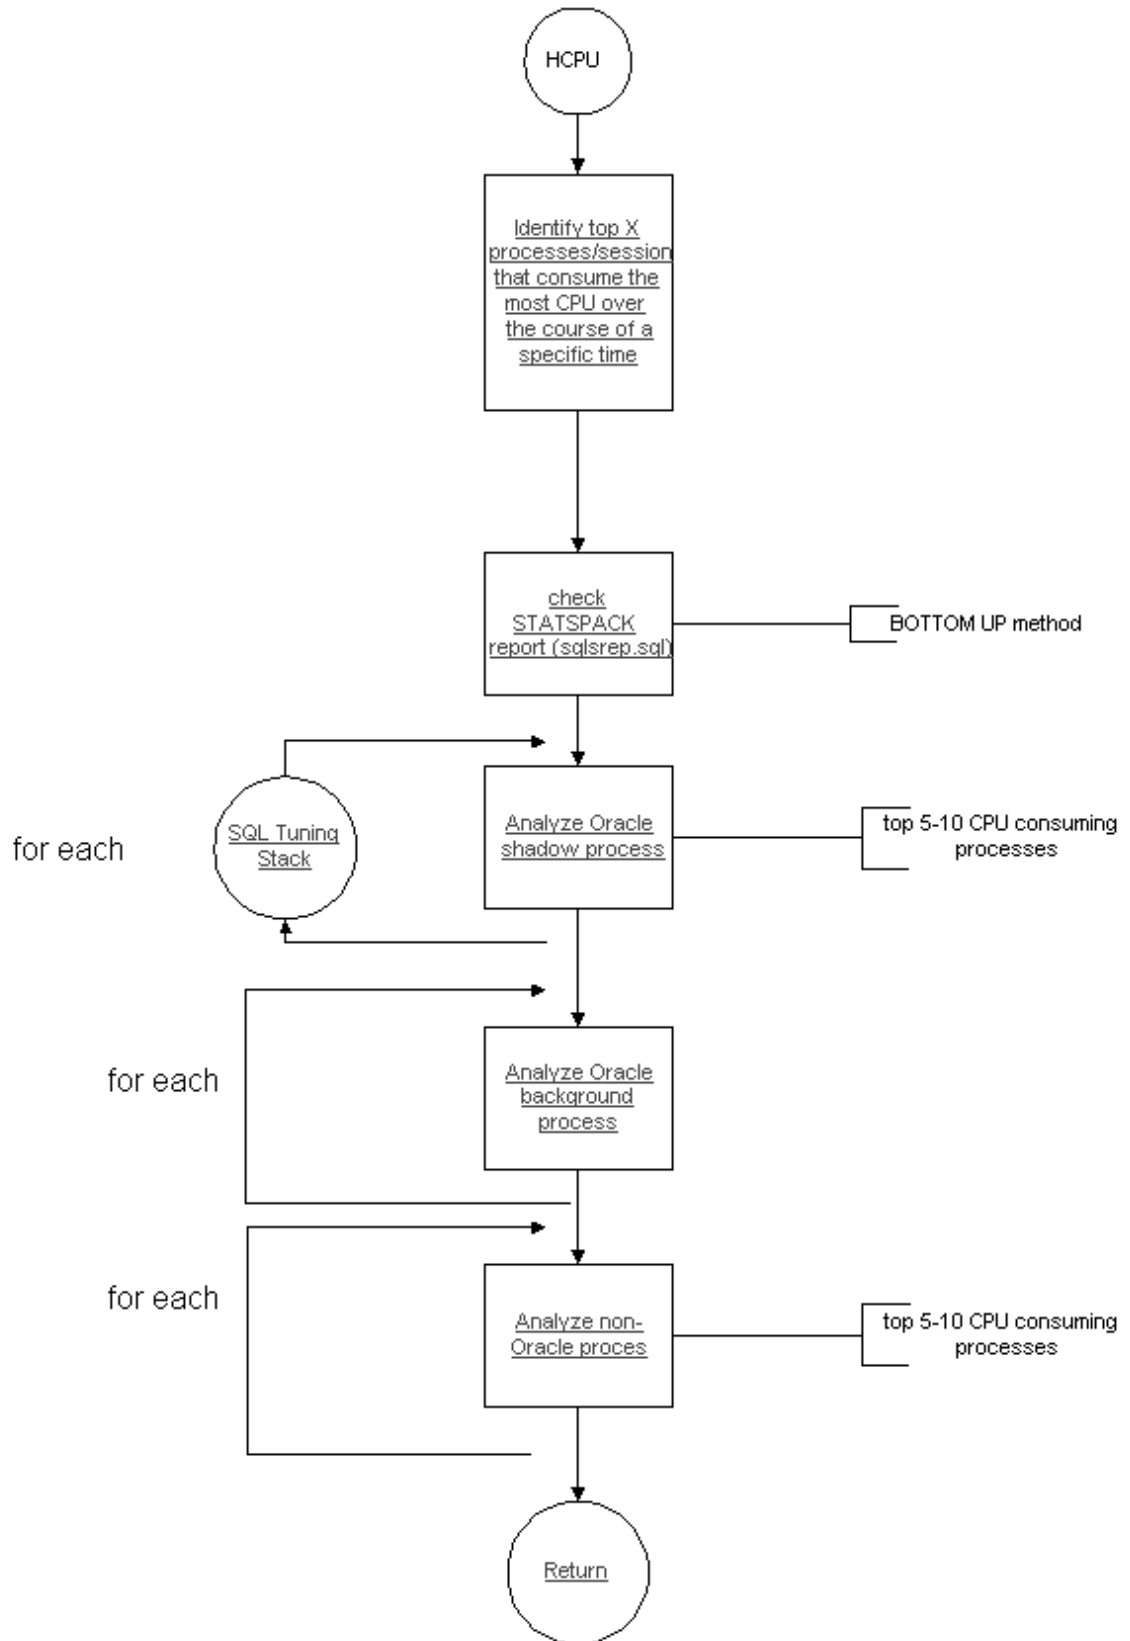 HCPU
Identify top X
processes/session
that consume the
most CPU over
the course of a
specific time
check
STATSPACK
report (sqlsrep.sql)
BOTTOM UP method
for each
SQL Tuning
Stack
Analyze Oracle
shadow process
top 5-10 CPU consuming
processes
for each
Analyze Oracle
background
process
for each
Analyze non-
Oracle proces
top 5-10 CPU consuming
processes
Return